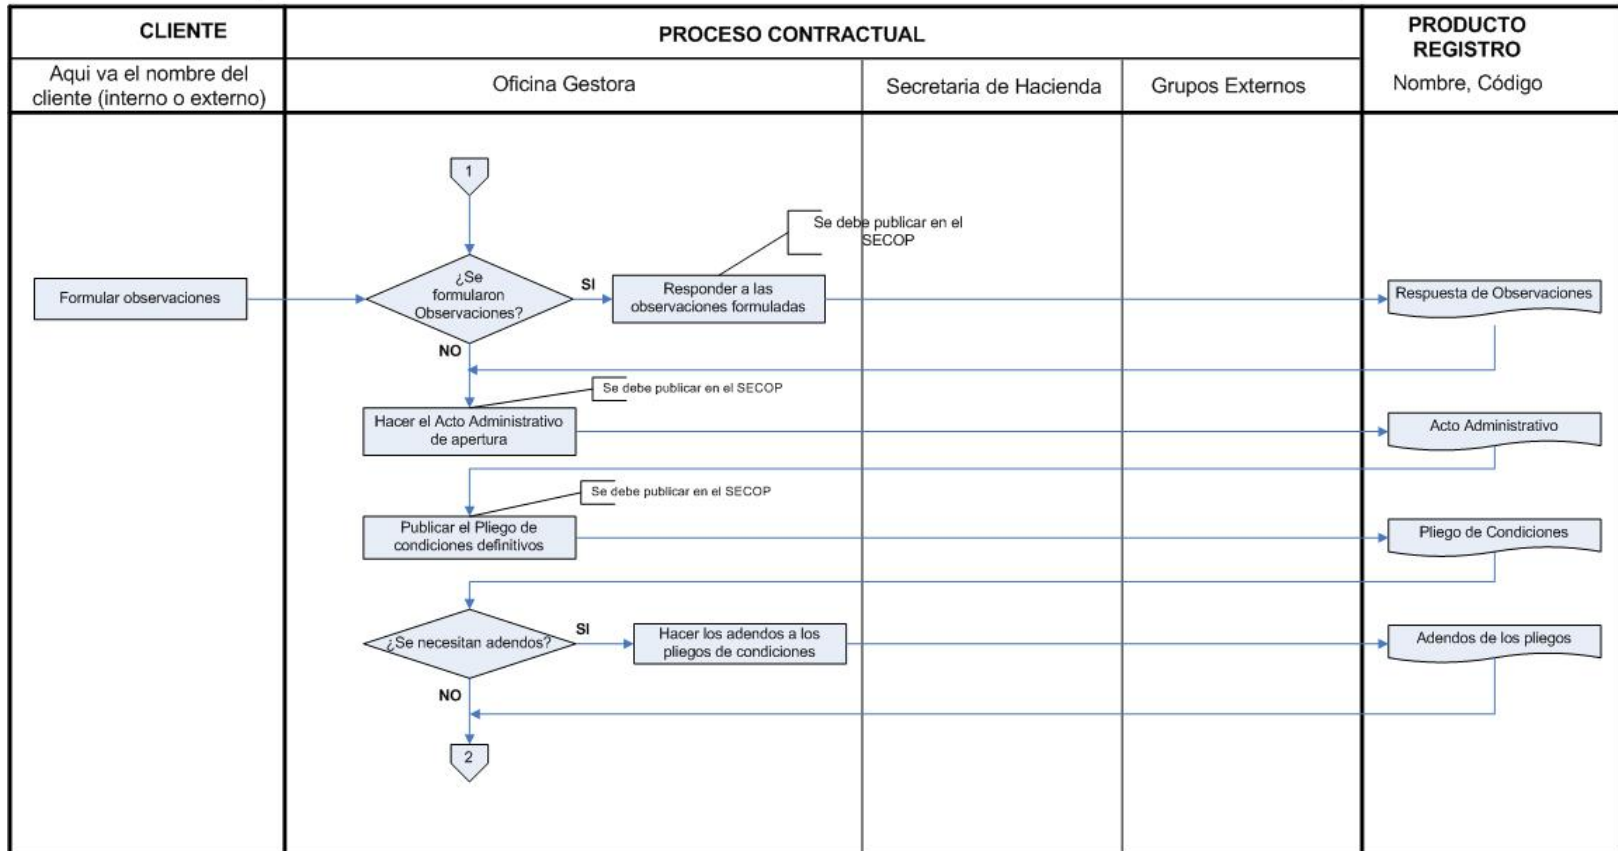 CLIENTE
PROCESO CONTRACTUAL
PRODUCTO
REGISTRO
Aqui va el nombre del
cliente (interno o externo)
Oficina Gestora
Secretaria de Hacienda
Grupos Externos
Nombre, Código
1
Se debe publicar en el
SECOP
Formular observaciones
¿Se
formularon
Observaciones?
SI
Responder a las
observaciones formuladas
Respuesta de Observaciones
NO
Se debe publicar en el SECOP
Hacer el Acto Administrativo
de apertura
Acto Administrativo
Se debe publicar en el SECOP
Publicar el Pliego de
condiciones definitivos
Pliego de Condiciones
¿Se necesitan adendos?
SI
Hacer los adendos a los
pliegos de condiciones
Adendos de los pliegos
NO
2